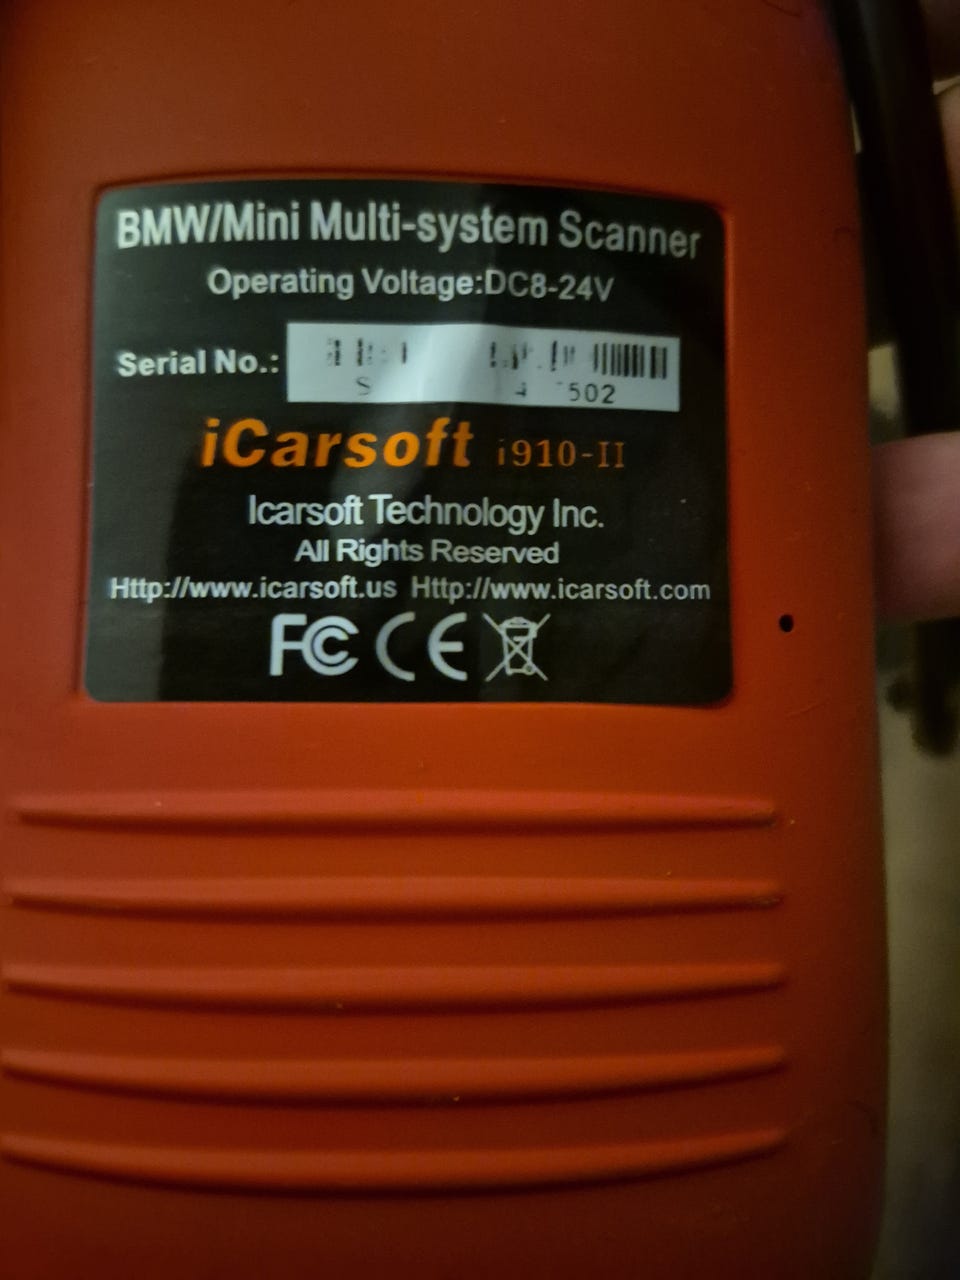 BMW/Mini Multi-system Scanner
Operating Voltage:DC8-24V
Serial No.:
S 502
iCarsoft i910-II
Icarsoft Technology Inc.
All Rights Reserved
Http://www.icarsoft.us Http://www.icarsoft.com
FC CE